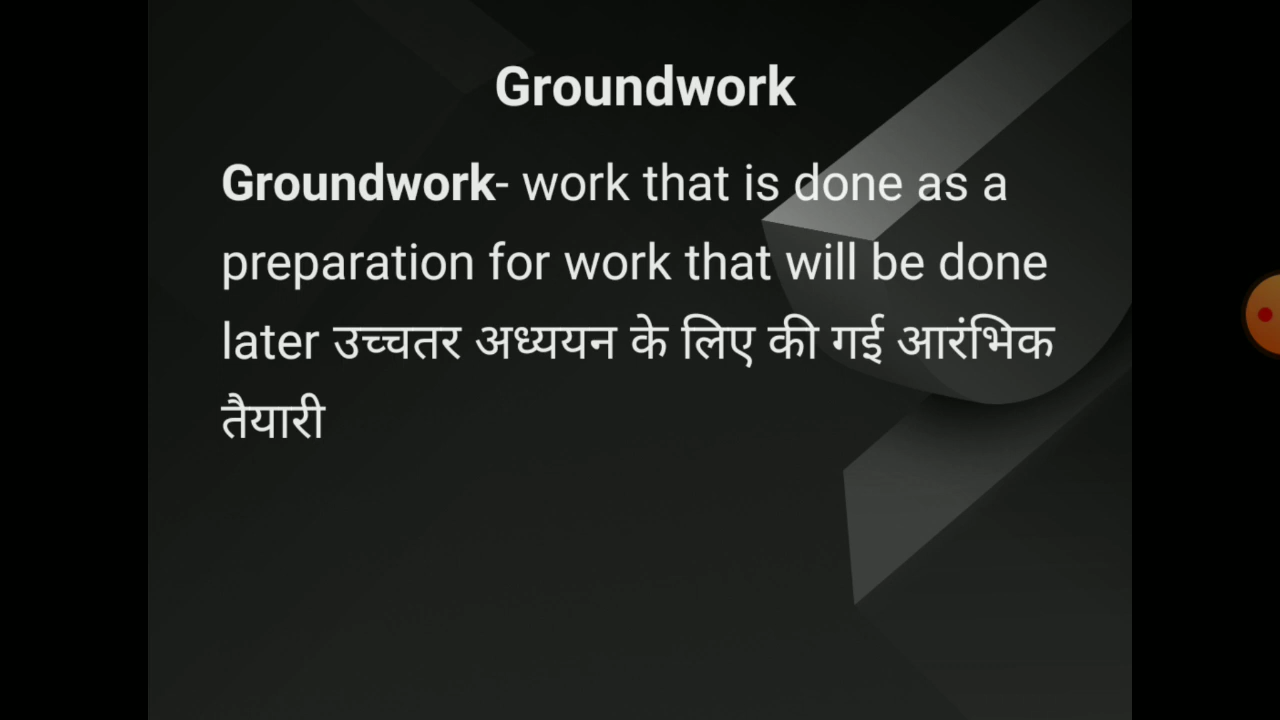 Groundwork
Groundwork- work that is done as a
preparation for work that will be done
later उच्चतर अध्ययन के लिए की गई आरंभिक
तैयारी